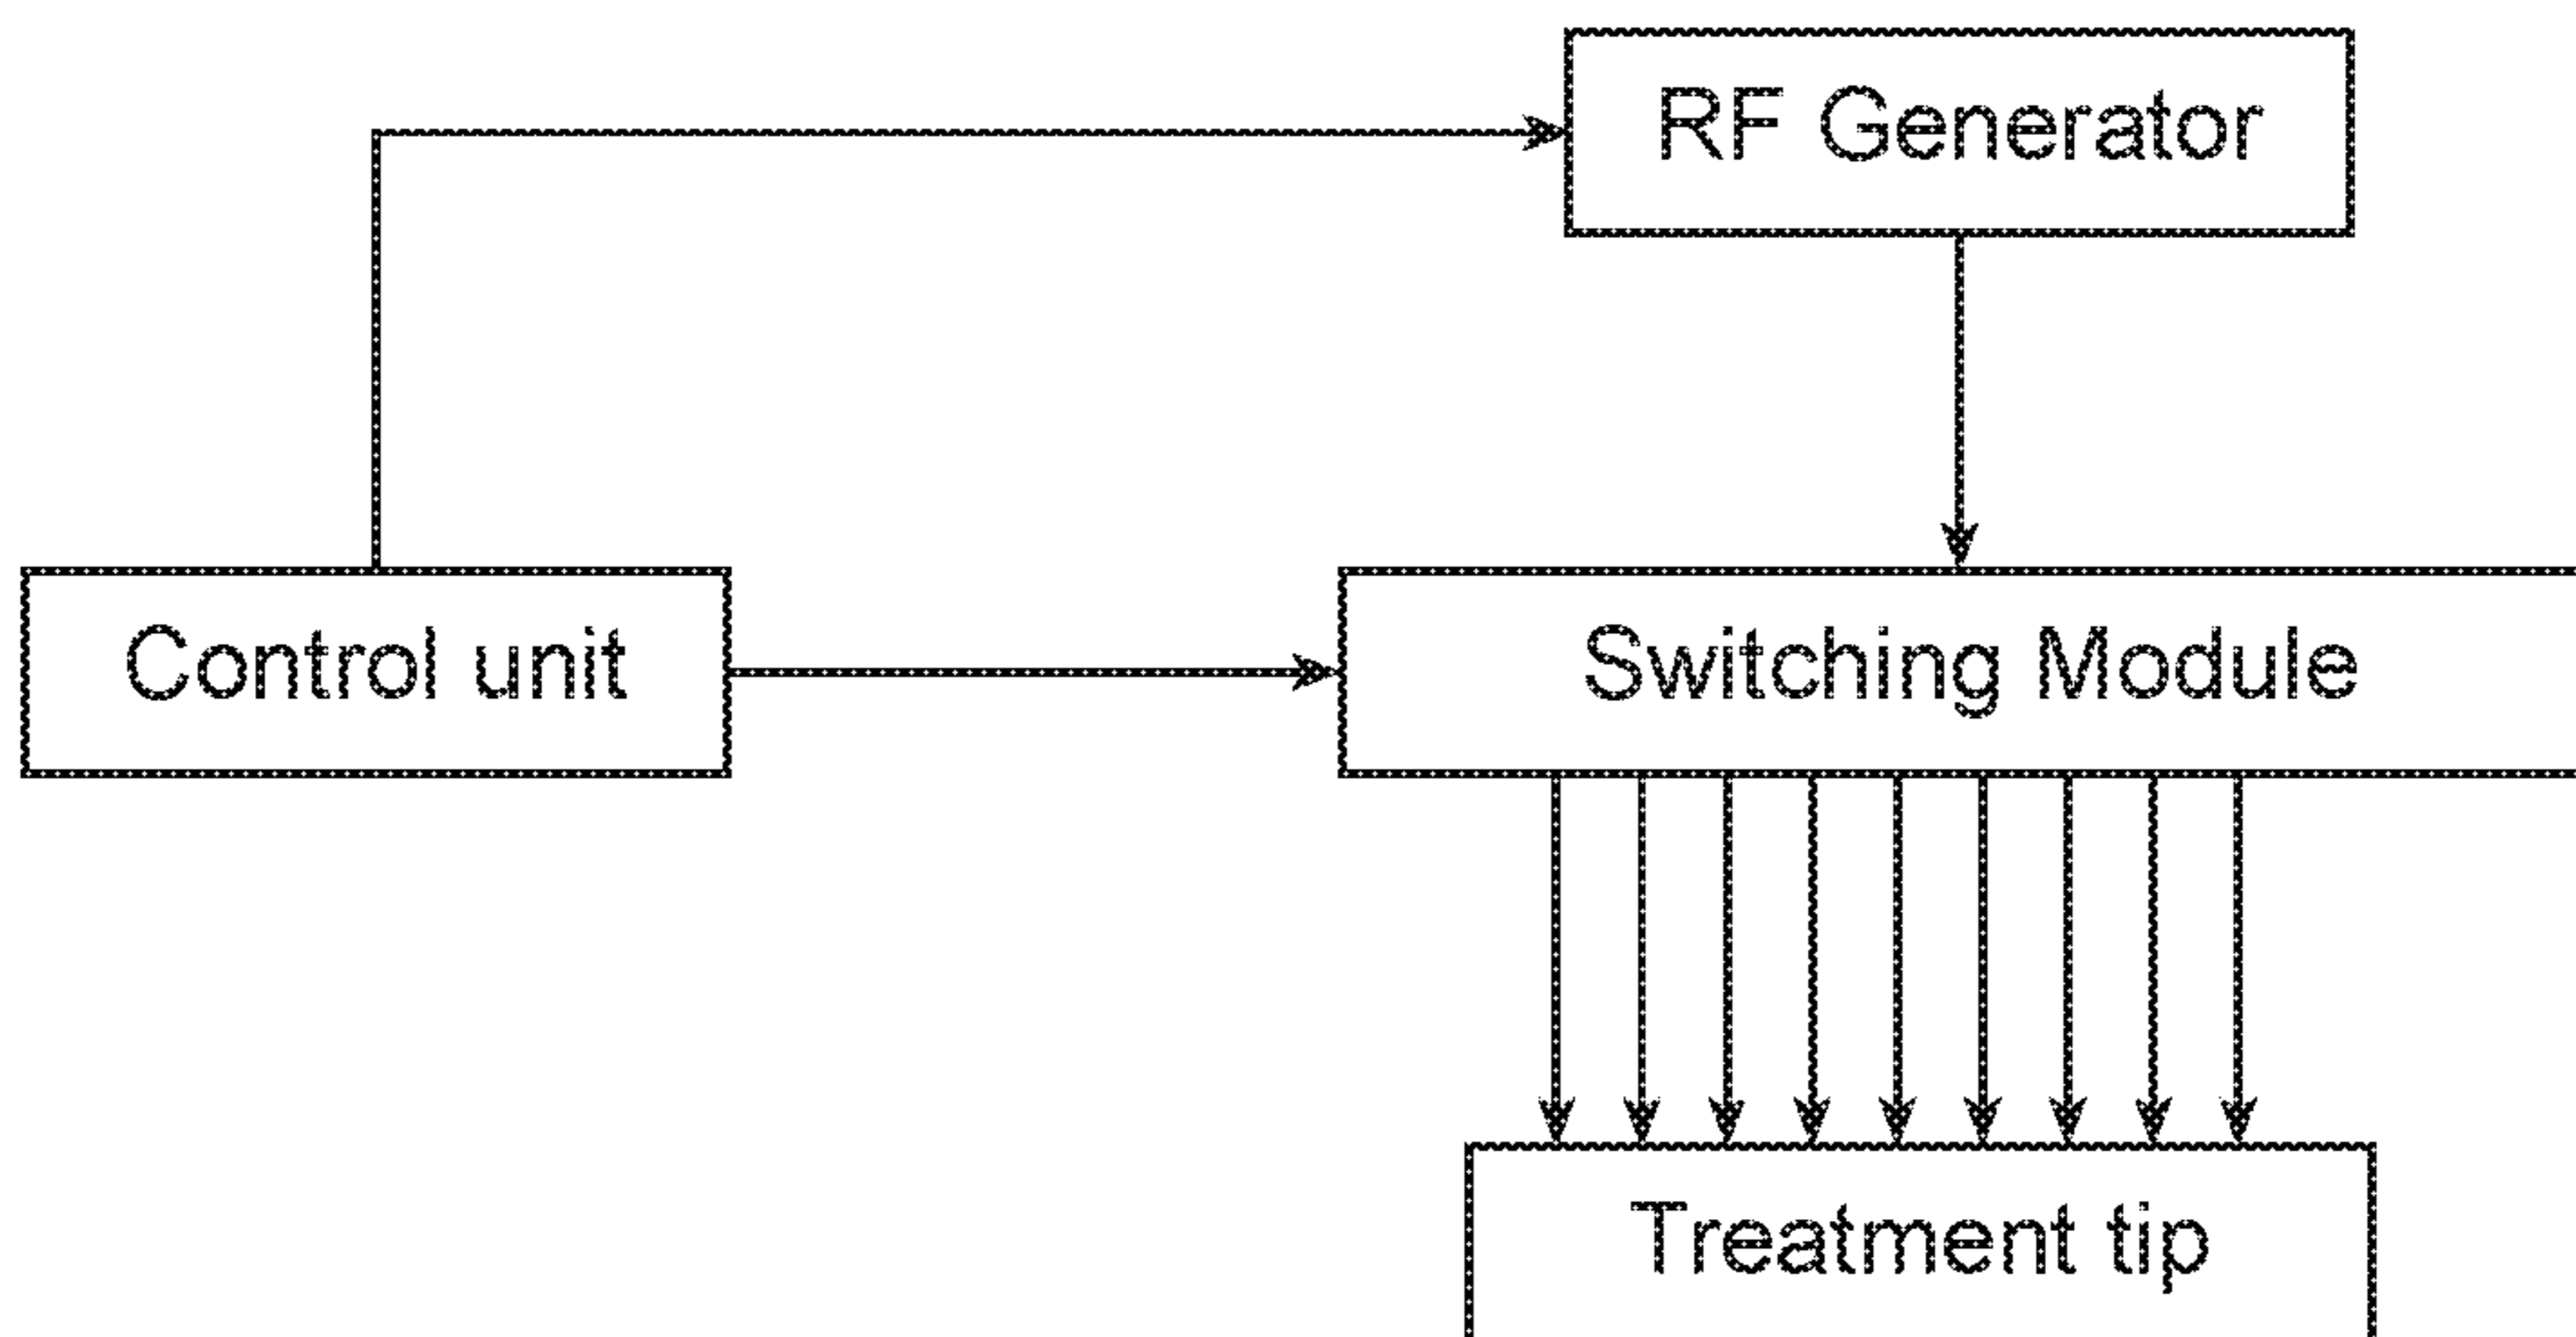 RF Generator
Control unit
Switching Module
Treatment tip